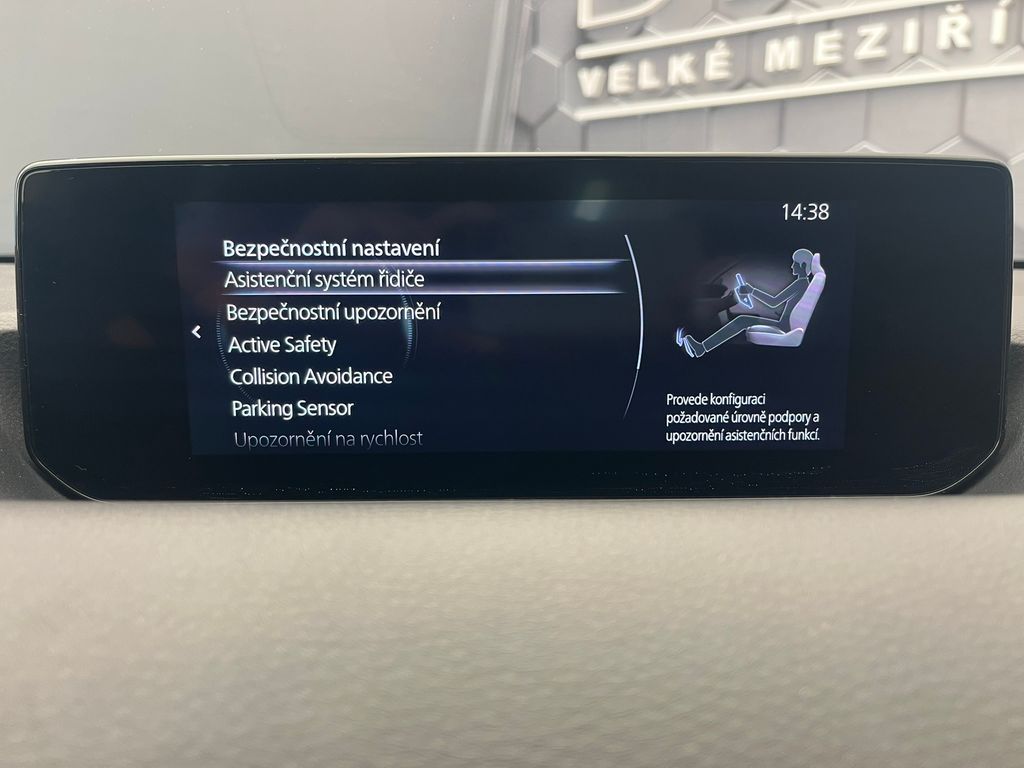 VELKÉ MEZIŘÍ
14:38
Bezpečnostní nastavení
Asistenční systém řidiče
Bezpečnostní upozornění
Active Safety
Collision Avoidance
Parking Sensor
Upozornění na rychlost
Provede konfiguraci
požadované úrovně podpory a
upozornění asistenčních funkcí.